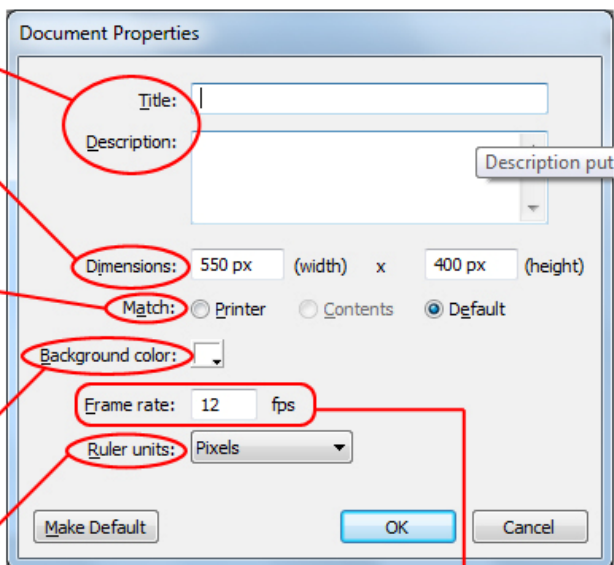 Document Properties
Title:
Description:
Description put
Dimensions: 550 px (width) x 400 px (height)
Match: Printer Contents Default
Background color:
Frame rate: 12 fps
Ruler units: Pixels
Make Default OK Cancel